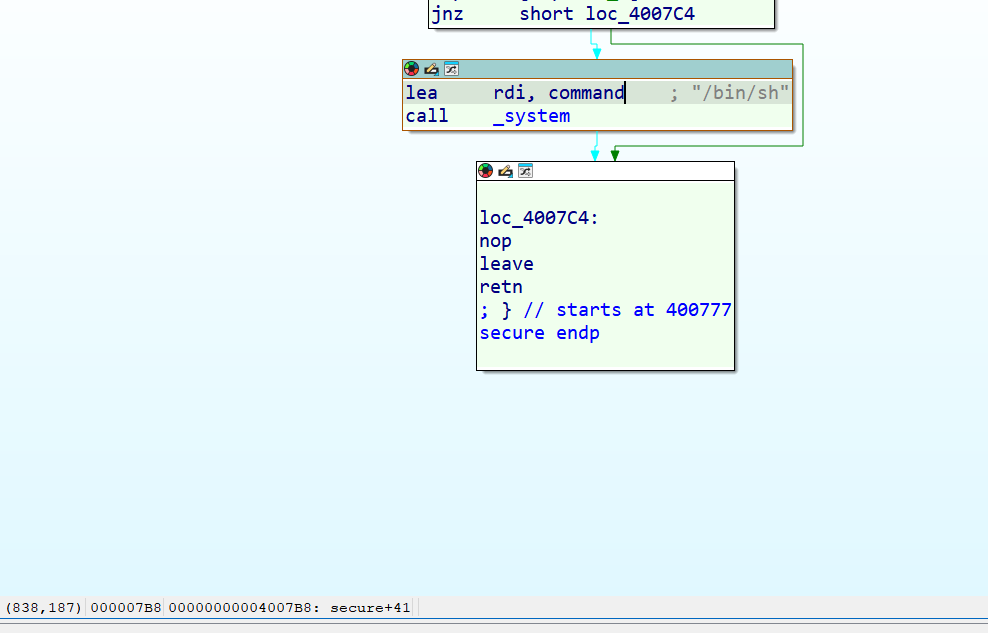 jnz short loc_4007C4
lea rdi, command ; "/bin/sh"
call _system
loc_4007C4:
nop
leave
retn
; } // starts at 400777
secure endp
(838,187) 000007B8 00000000004007B8: secure+41